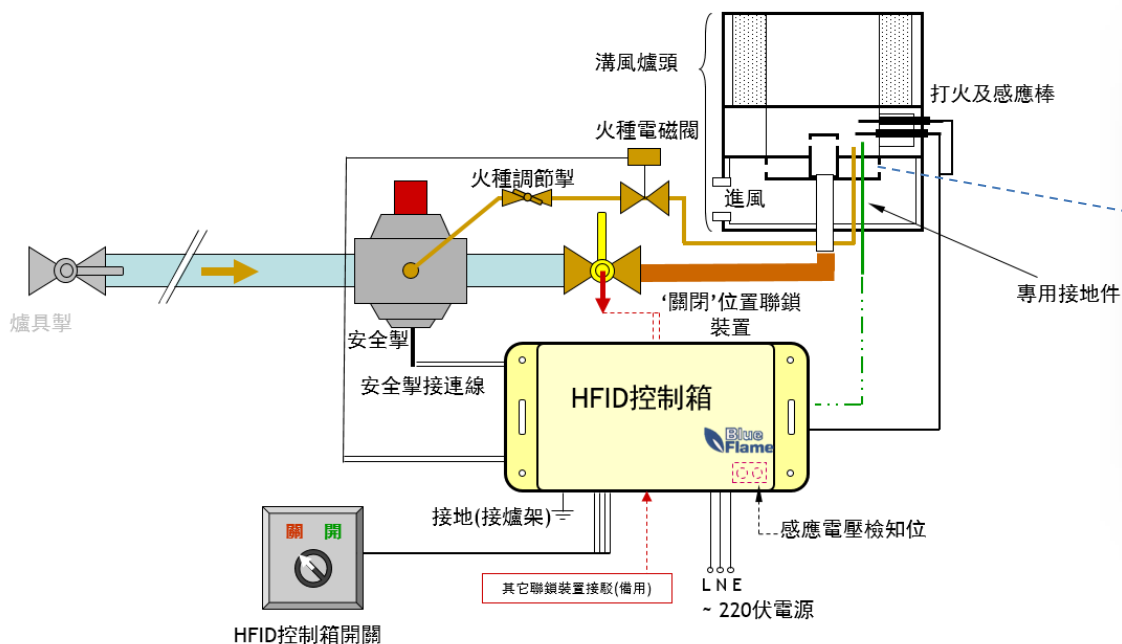 溝風爐頭
打火及感應棒
火種電磁閥
火種調節掣
進風
專用接地件
爐具掣
‘關閉’位置聯鎖
裝置
安全掣
安全掣接連線
HFID控制箱
Blue
Flame
接地(接爐架)
感應電壓檢知位
關 開
其它聯鎖裝置接駁(備用)
L N E
~ 220伏電源
HFID控制箱開關